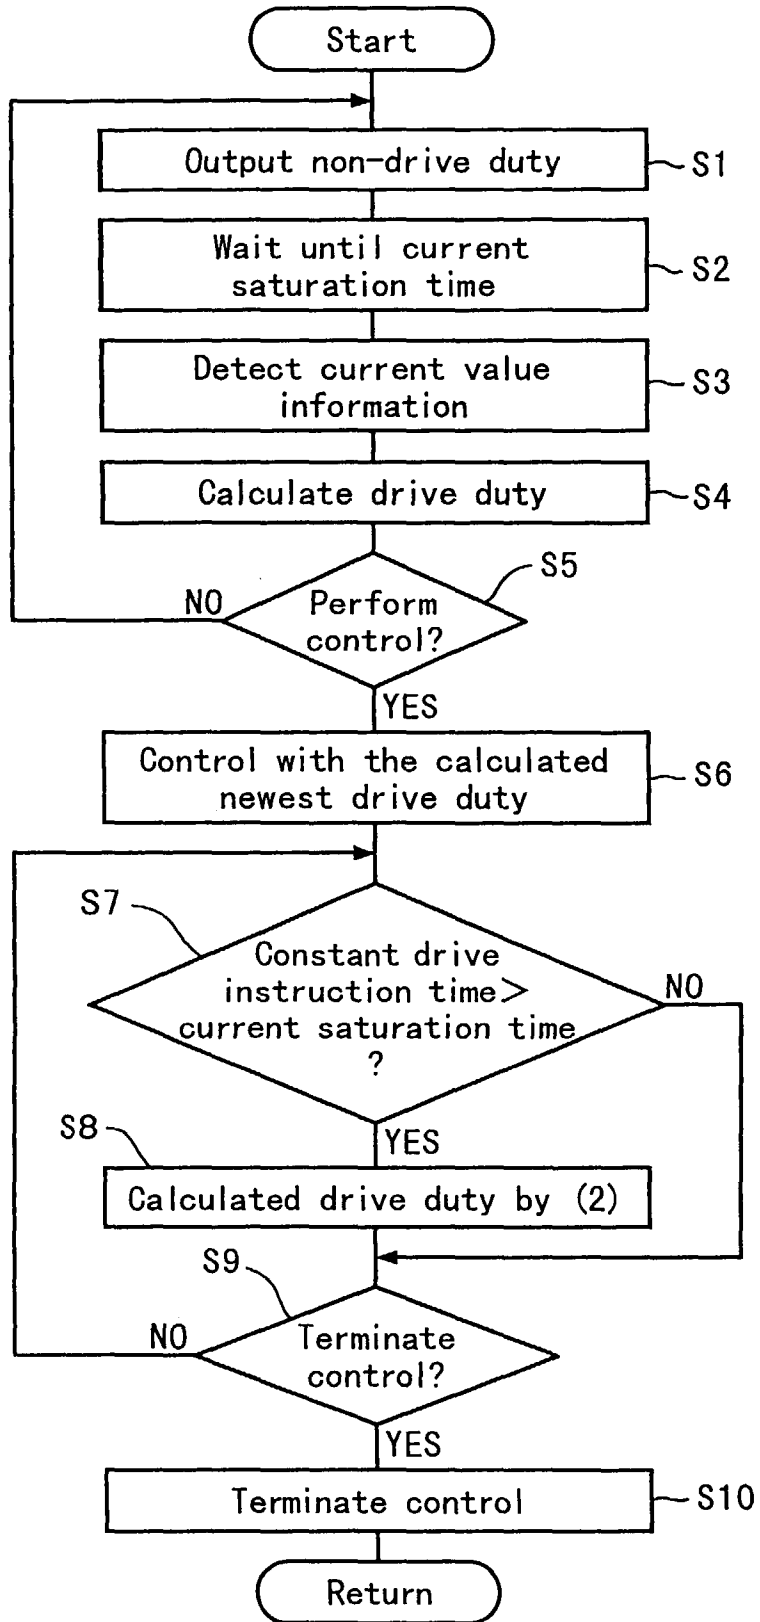 Start
Output non-drive duty
S1
Wait until current
saturation time
S2
Detect current value
information
S3
Calculate drive duty
S4
S5
NO
Perform
control?
YES
Control with the calculated
newest drive duty
S6
S7
Constant drive
instruction time>
current saturation time
?
NO
S8
YES
Calculated drive duty by (2)
S9
NO
Terminate
control?
YES
Terminate control
S10
Return